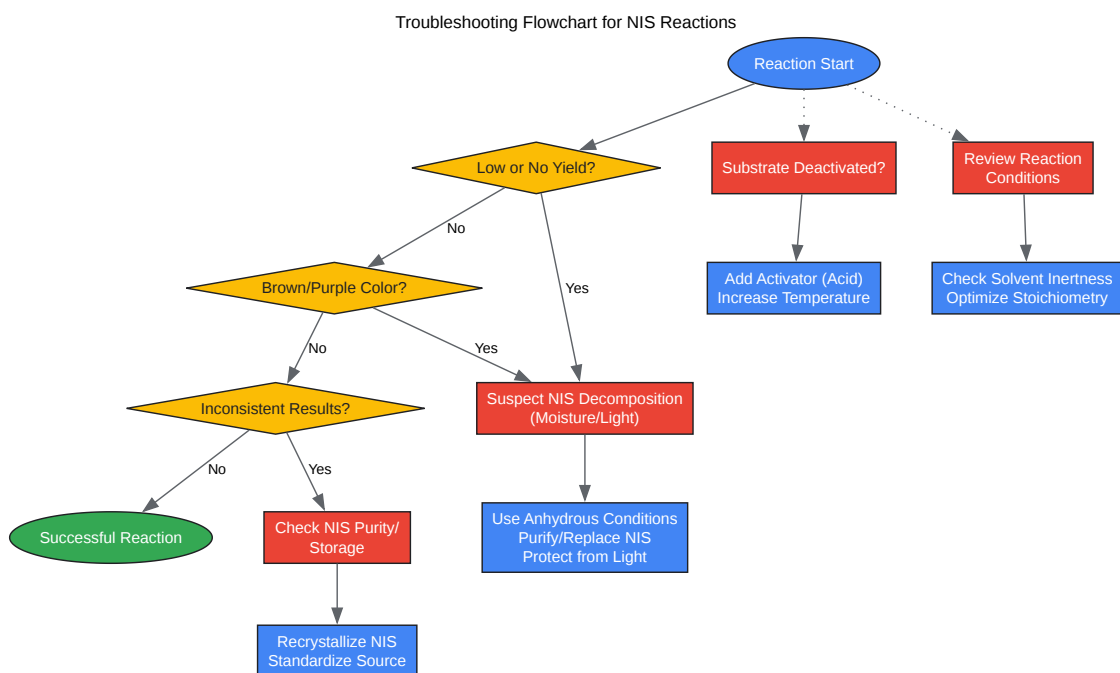 Troubleshooting Flowchart for NIS Reactions
Reaction Start
Low or No Yield?
Substrate Deactivated?
Review Reaction
Conditions
No
Yes
Brown/Purple Color?
Add Activator (Acid)
Increase Temperature
Check Solvent Inertness
Optimize Stoichiometry
No
Yes
Inconsistent Results?
Suspect NIS Decomposition
(Moisture/Light)
No
Yes
Successful Reaction
Check NIS Purity/
Storage
Use Anhydrous Conditions
Purify/Replace NIS
Protect from Light
Recrystallize NIS
Standardize Source